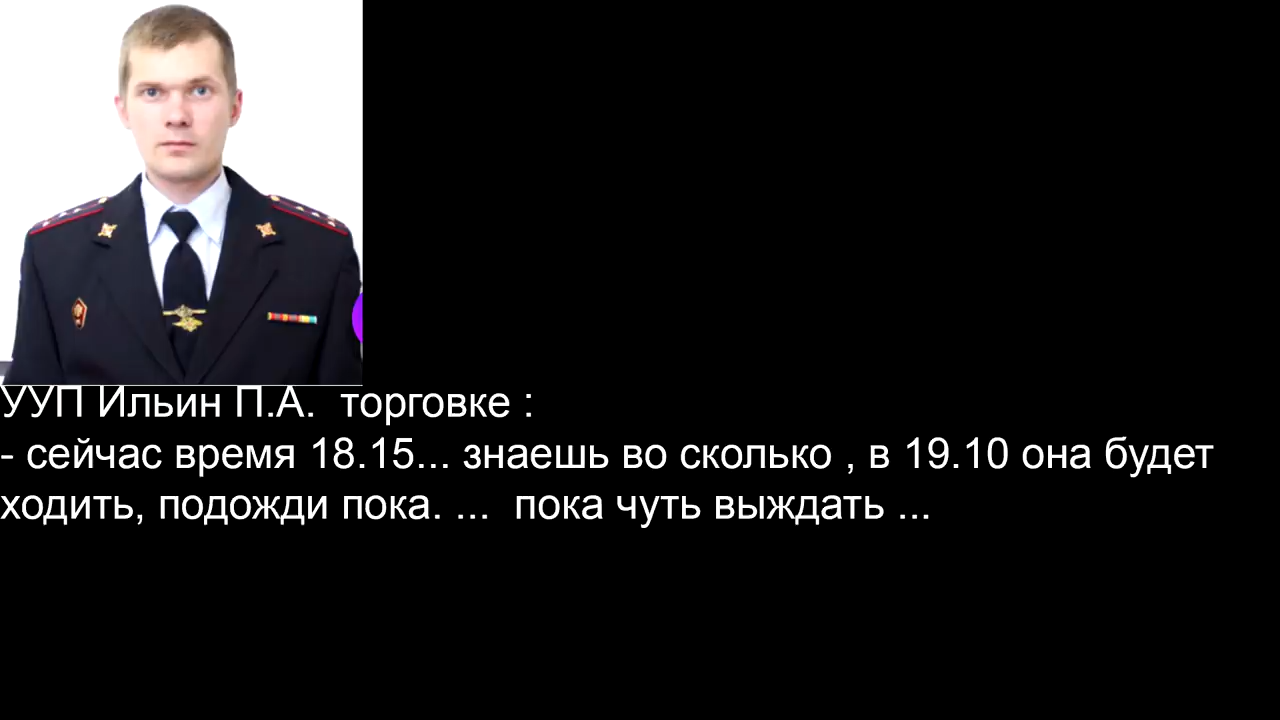 УУП Ильин П.А. торговке :
- сейчас время 18.15... знаешь во сколько , в 19.10 она будет
ходить, подожди пока. ... пока чуть выждать ...